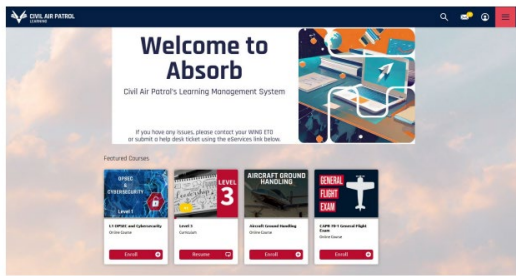 CIVIL AIR PATROL
LEARNING
Welcome to
Absorb
Civil Air Patrol's Learning Management System
If you have any issues, please contact your WING ETO
or submit a help desk ticket using the eServices link below.
Featured Courses
OPSEC
&
CYBERSECURITY
Level 1
L1 OPSEC and Cybersecurity
Online Course
Enroll
Leadership
LEVEL
3
Level 3
Curriculum
Resume
AIRCRAFT GROUND
HANDLING
Aircraft Ground Handling
Online Course
Enroll
GENERAL
FLIGHT
EXAM
CAPR 70-1 General Flight
Exam
Online Course
Enroll